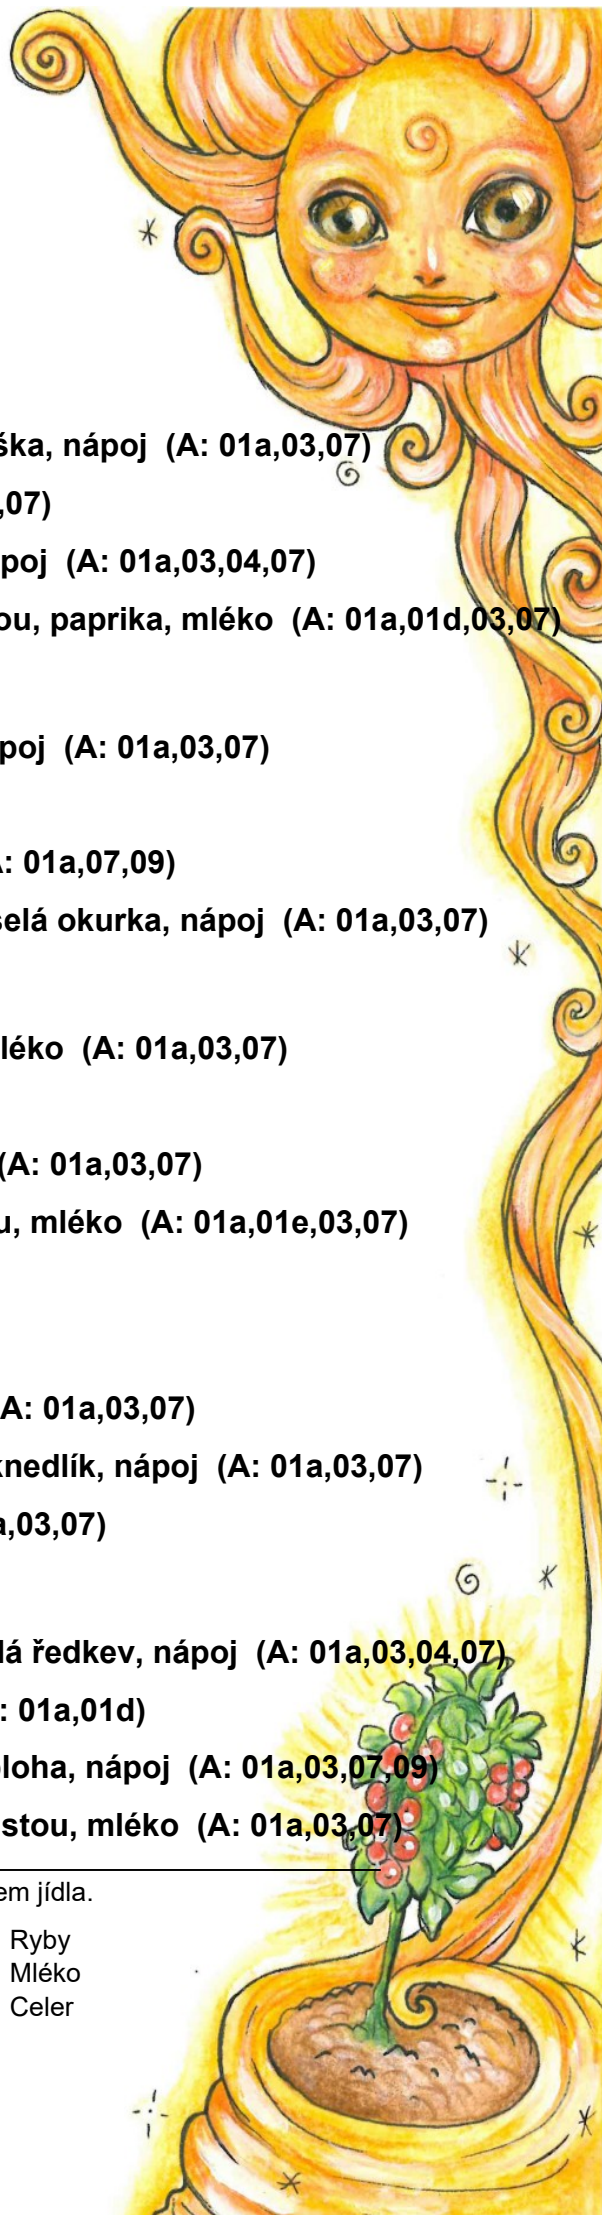 ška, nápoj (A: 01a,03,07)
,07)
poj (A: 01a,03,04,07)
ou, paprika, mléko (A: 01a,01d,03,07)
poj (A: 01a,03,07)
A: 01a,07,09)
selá okurka, nápoj (A: 01a,03,07)
léko (A: 01a,03,07)
(A: 01a,03,07)
u, mléko (A: 01a,01e,03,07)
A: 01a,03,07)
knedlík, nápoj (A: 01a,03,07)
a,03,07)
lá ředkev, nápoj (A: 01a,03,04,07)
: 01a,01d)
oloha, nápoj (A: 01a,03,07,09)
stou, mléko (A: 01a,03,07)
em jídla.
Ryby
Mléko
Celer